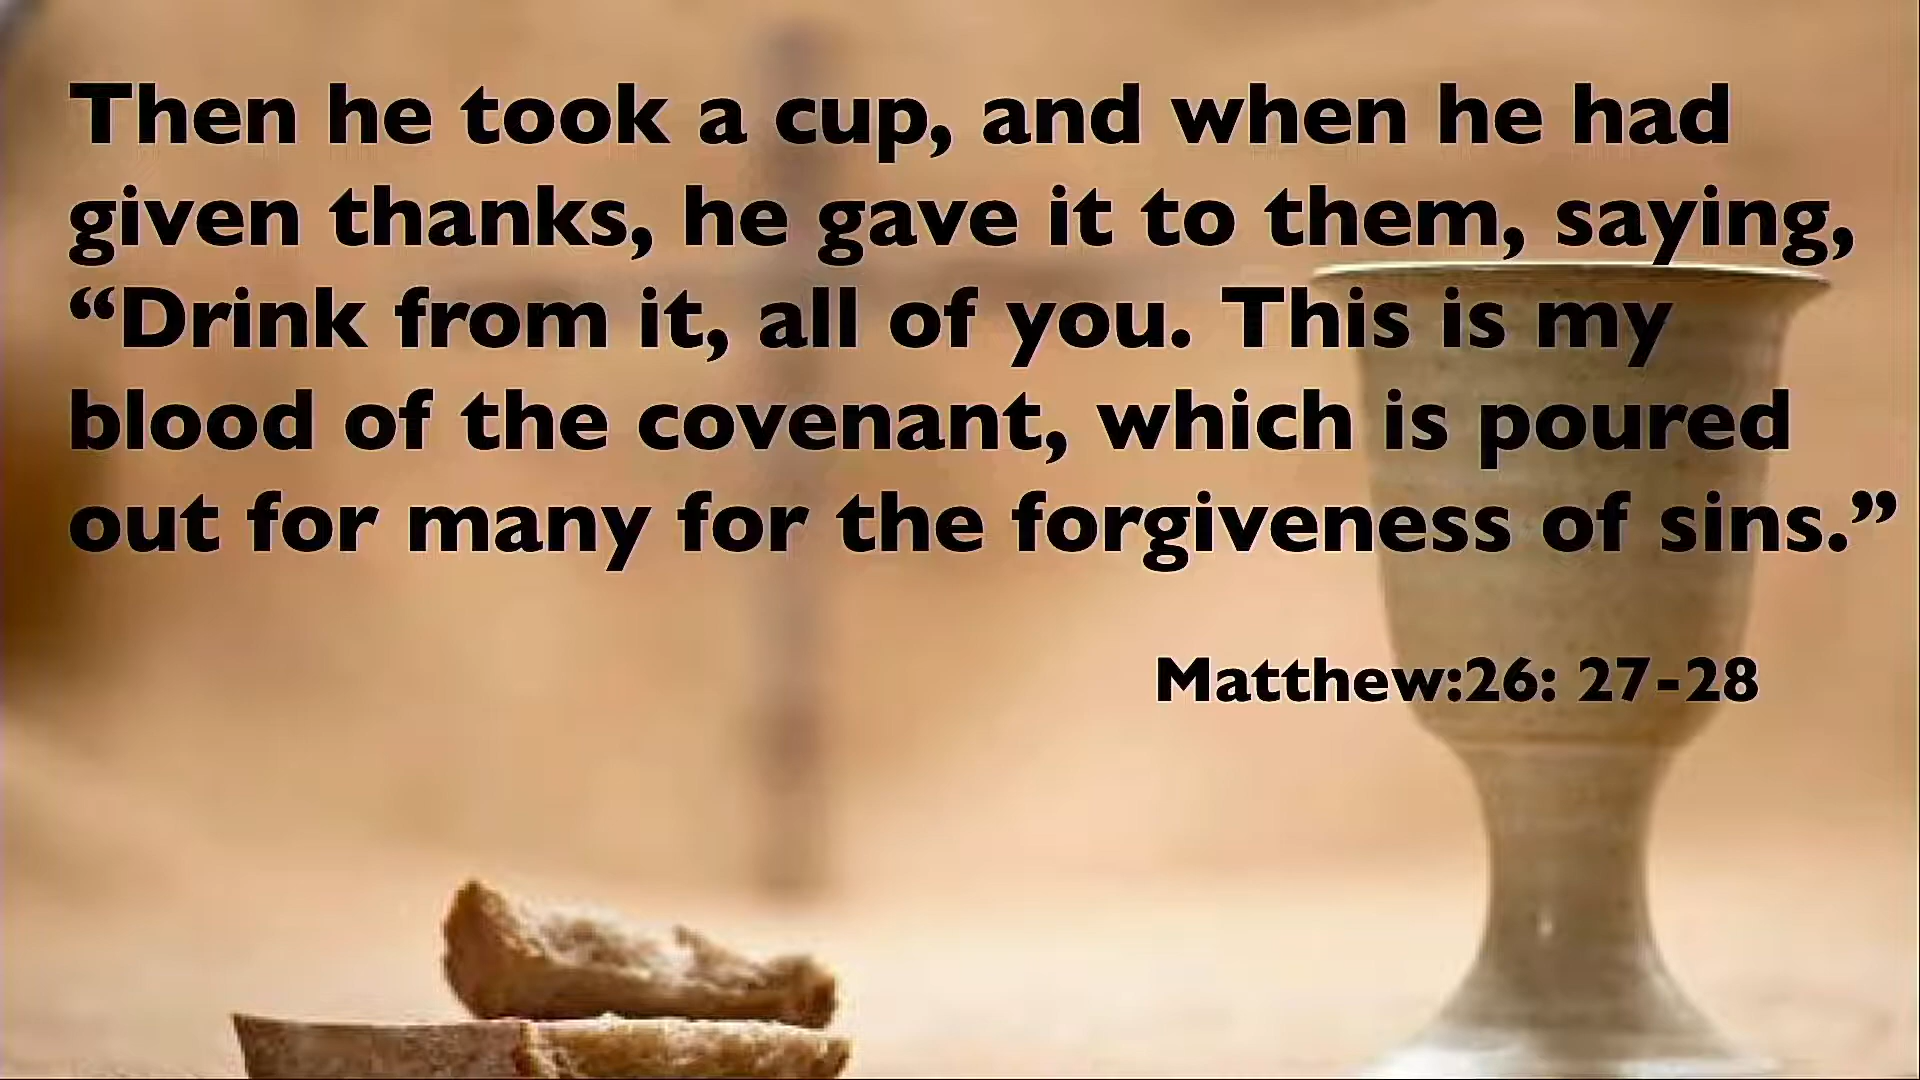 Then he took a cup, and when he had
given thanks, he gave it to them, saying,
“Drink from it, all of you. This is my
blood of the covenant, which is poured
out for many for the forgiveness of sins.”
Matthew:26: 27-28